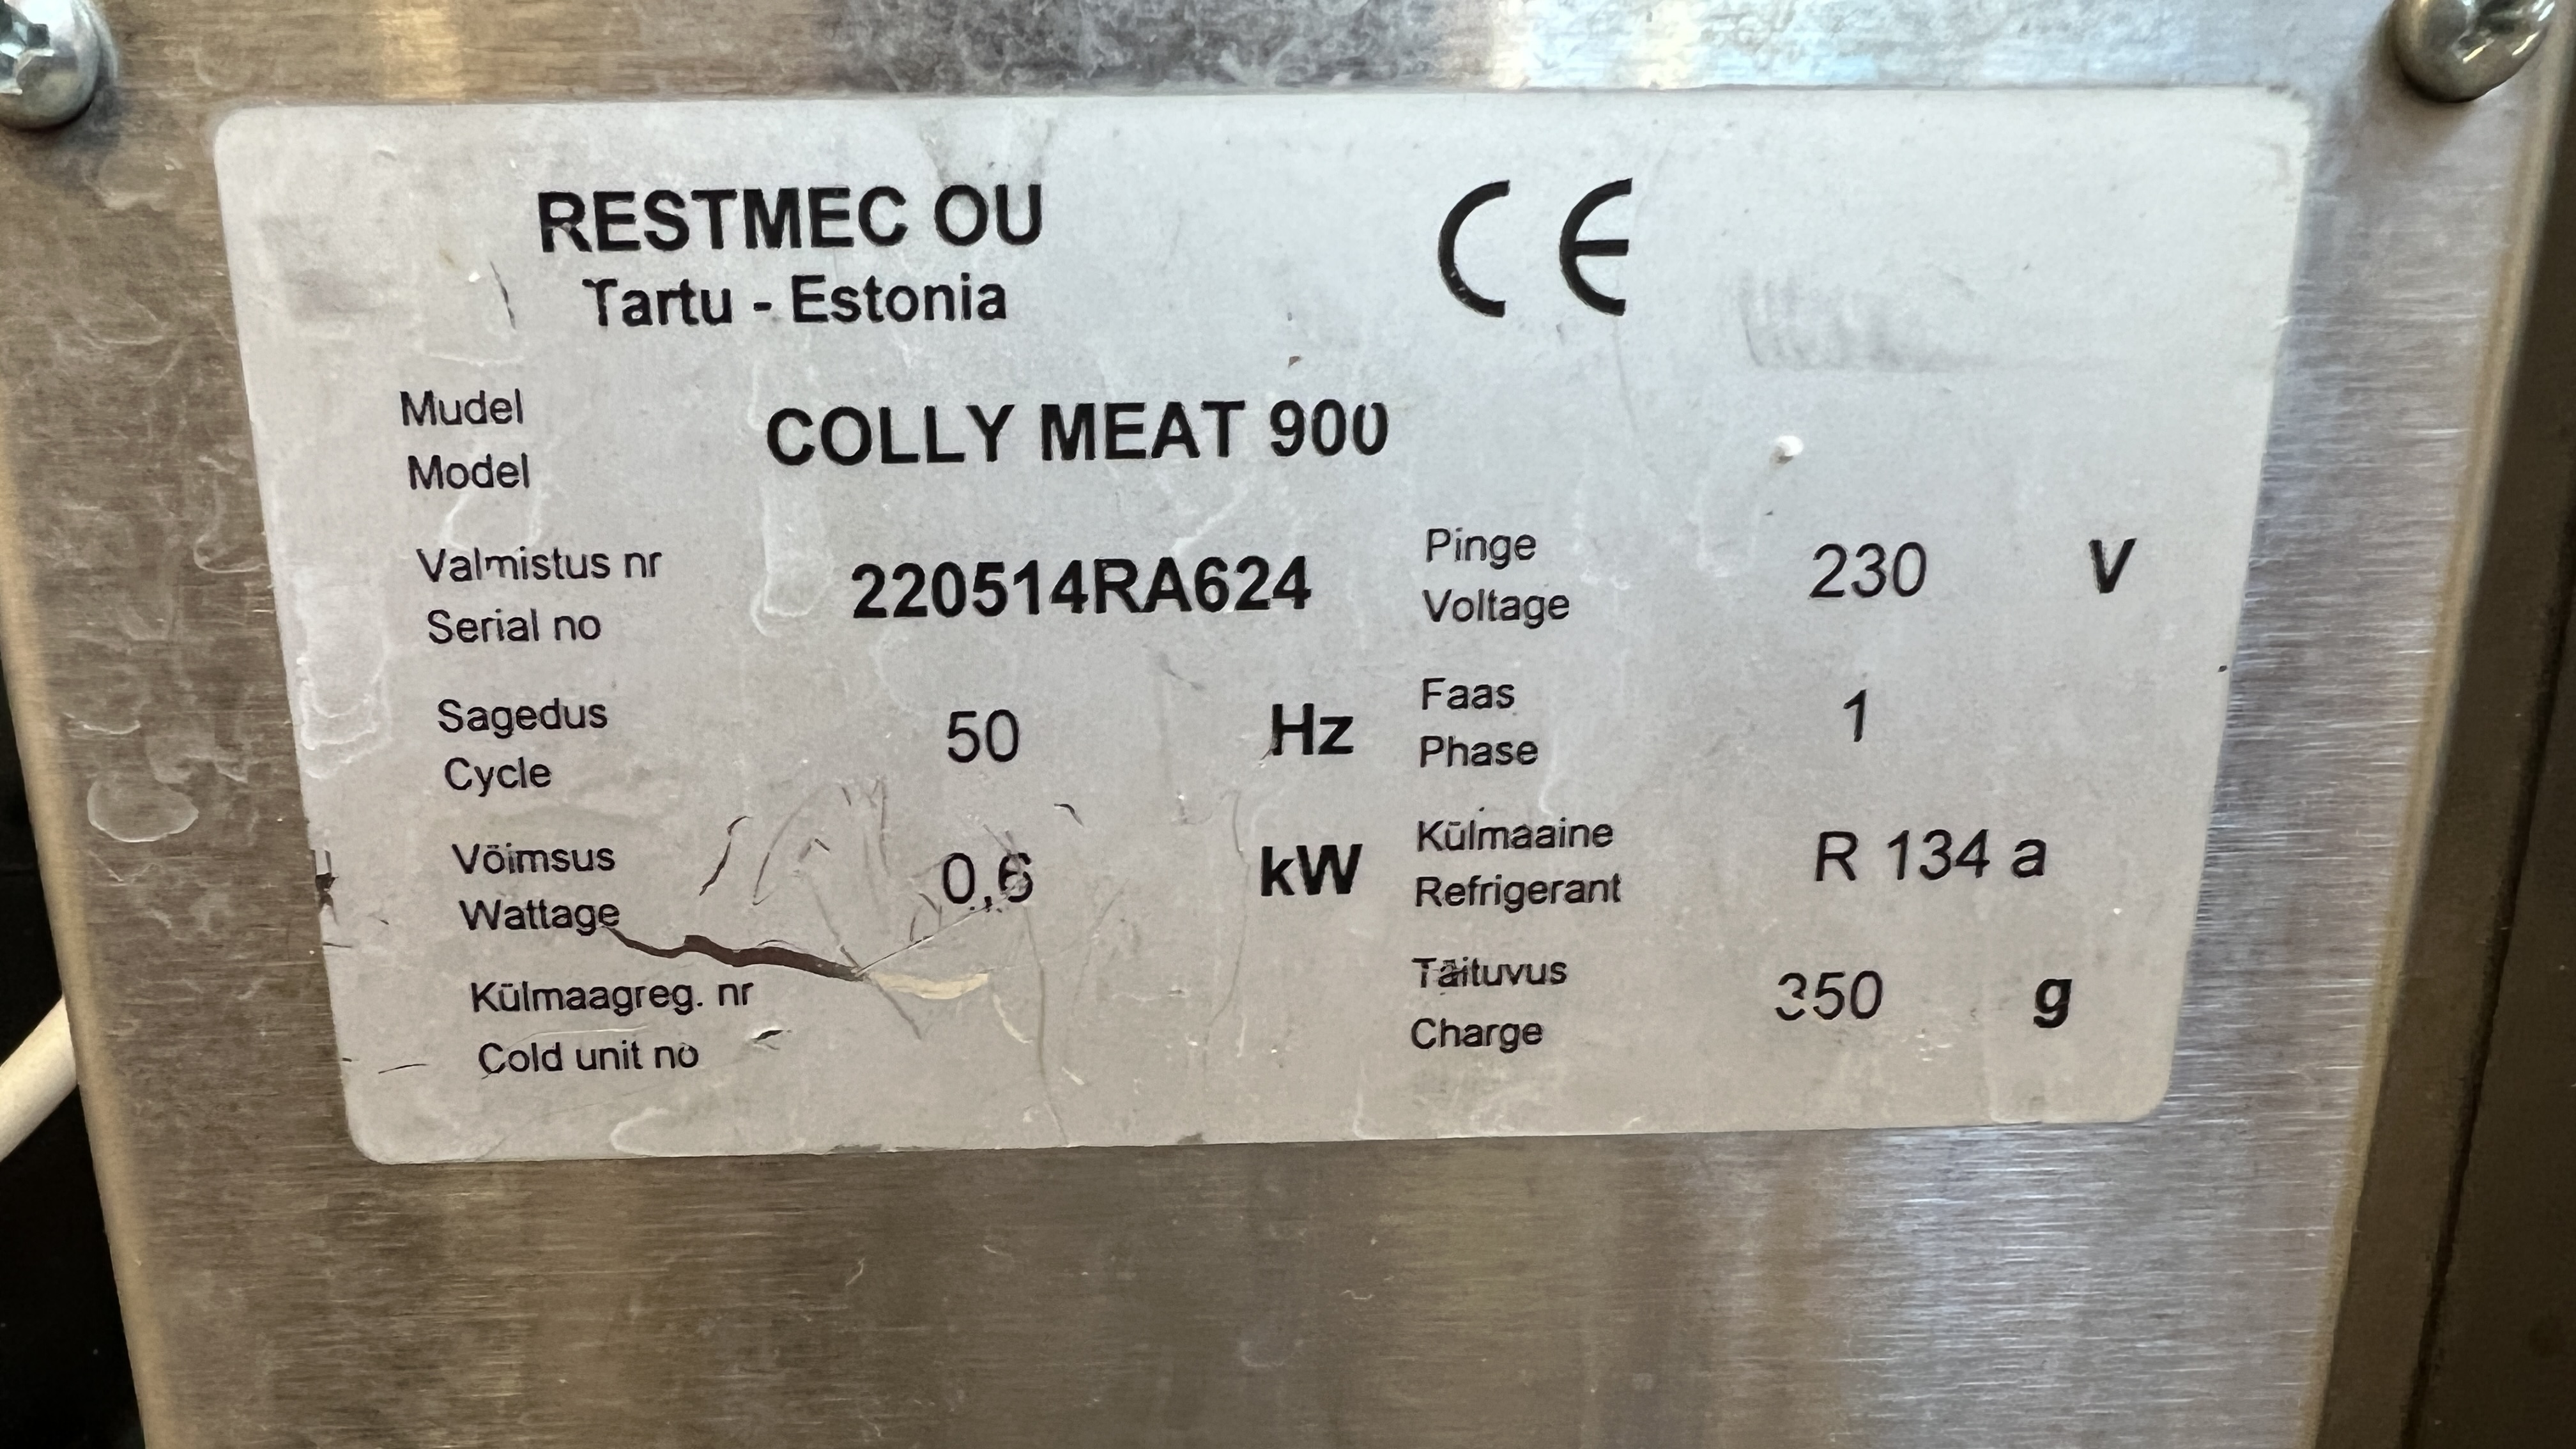 RESTMEC OU
Tartu - Estonia
CE
Mudel
Model
COLLY MEAT 900
Valmistus nr
Serial no
220514RA624
Pinge
Voltage
230 V
Sagedus
Cycle
50 Hz
Faas
Phase
1
Võimsus
Wattage
0,6 kW
Külmaaine
Refrigerant
R 134 a
Külmaagreg. nr
Cold unit no
Täituvus
Charge
350 g